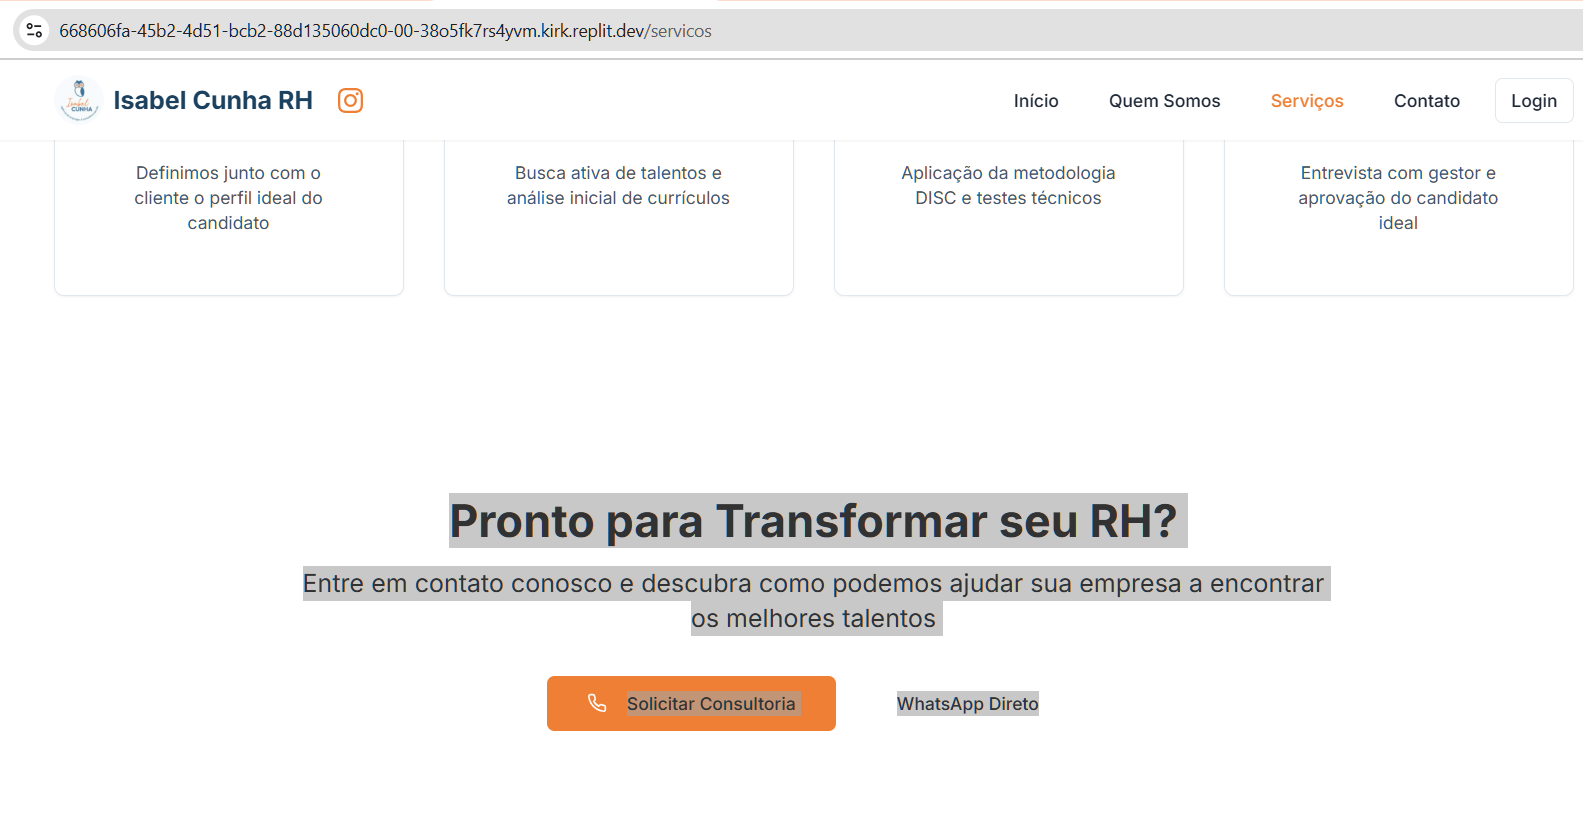 668606fa-45b2-4d51-bcb2-88d135060dc0-00-38o5fk7rs4yvm.kirk.replit.dev/servicos
Isabel CUNHA
Isabel Cunha RH
Início
Quem Somos
Serviços
Contato
Login
Definimos junto com o
cliente o perfil ideal do
candidato
Busca ativa de talentos e
análise inicial de currículos
Aplicação da metodologia
DISC e testes técnicos
Entrevista com gestor e
aprovação do candidato
ideal
Pronto para Transformar seu RH?
Entre em contato conosco e descubra como podemos ajudar sua empresa a encontrar
os melhores talentos
Solicitar Consultoria
WhatsApp Direto